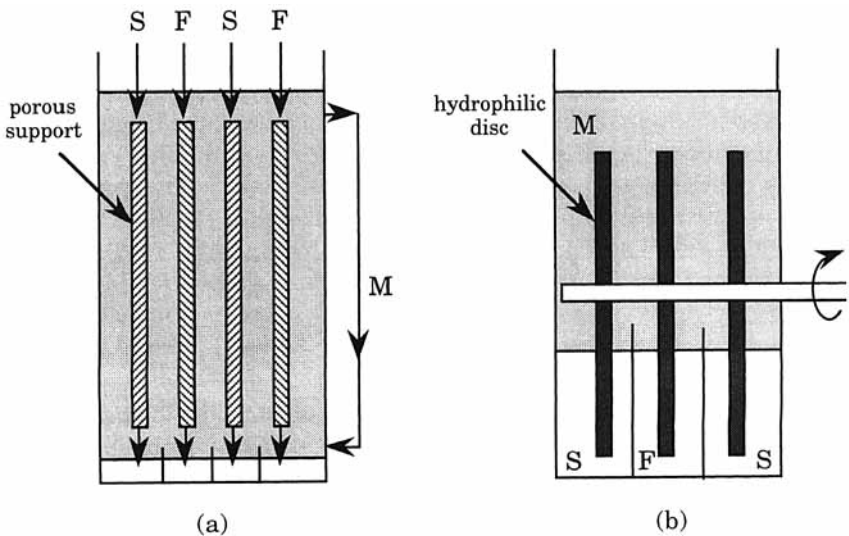 S F S F
porous
support
M
(a)
hydrophilic
disc
M
S F S
(b)